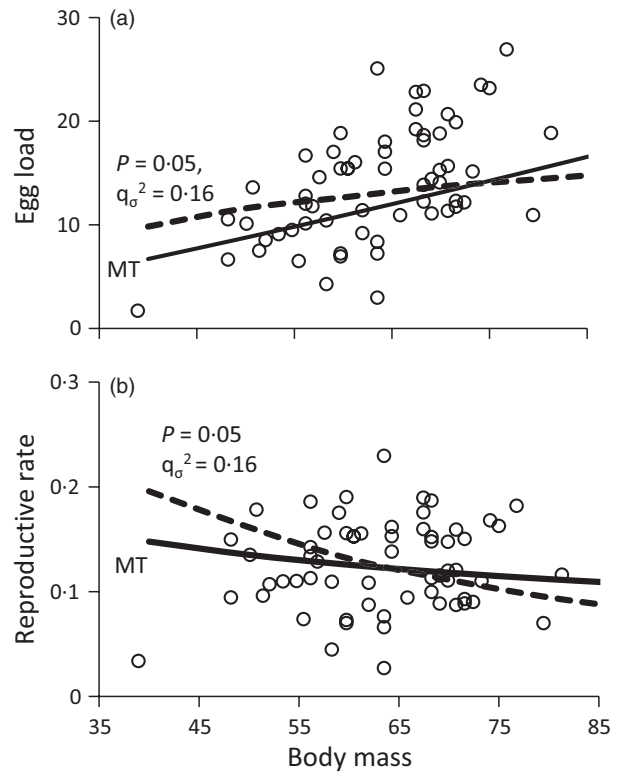 (a)
30
20
10
0
Egg load
P = 0·05,
qσ² = 0·16
MT
(b)
0·3
0·2
0·1
0
Reproductive rate
P = 0·05
qσ² = 0·16
MT
35 45 55 65 75 85
Body mass